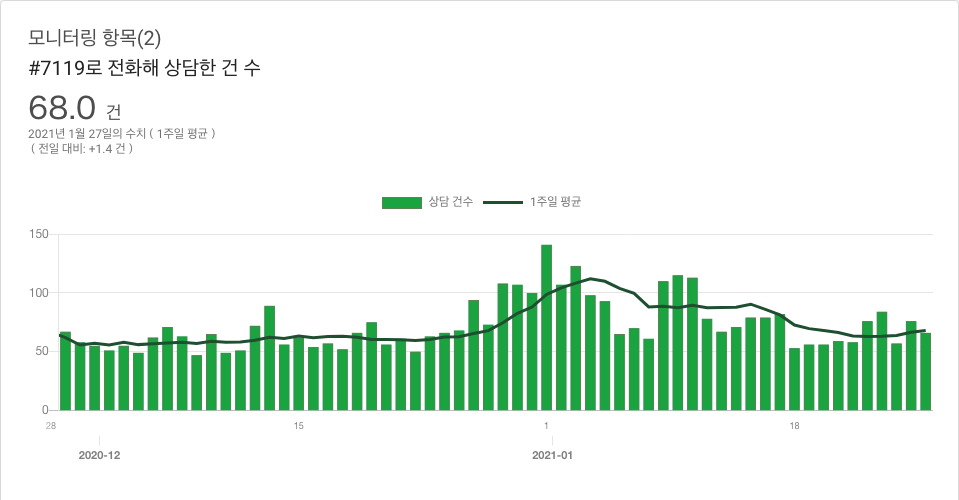 모니터링 항목(2)
#7119로 전화해 상담한 건 수
68.0 건
2021년 1월 27일의 수치 ( 1주일 평균 )
( 전일 대비: +1.4 건 )
상담 건수 1주일 평균
150
100
50
0
28 15 1 18
2020-12 2021-01